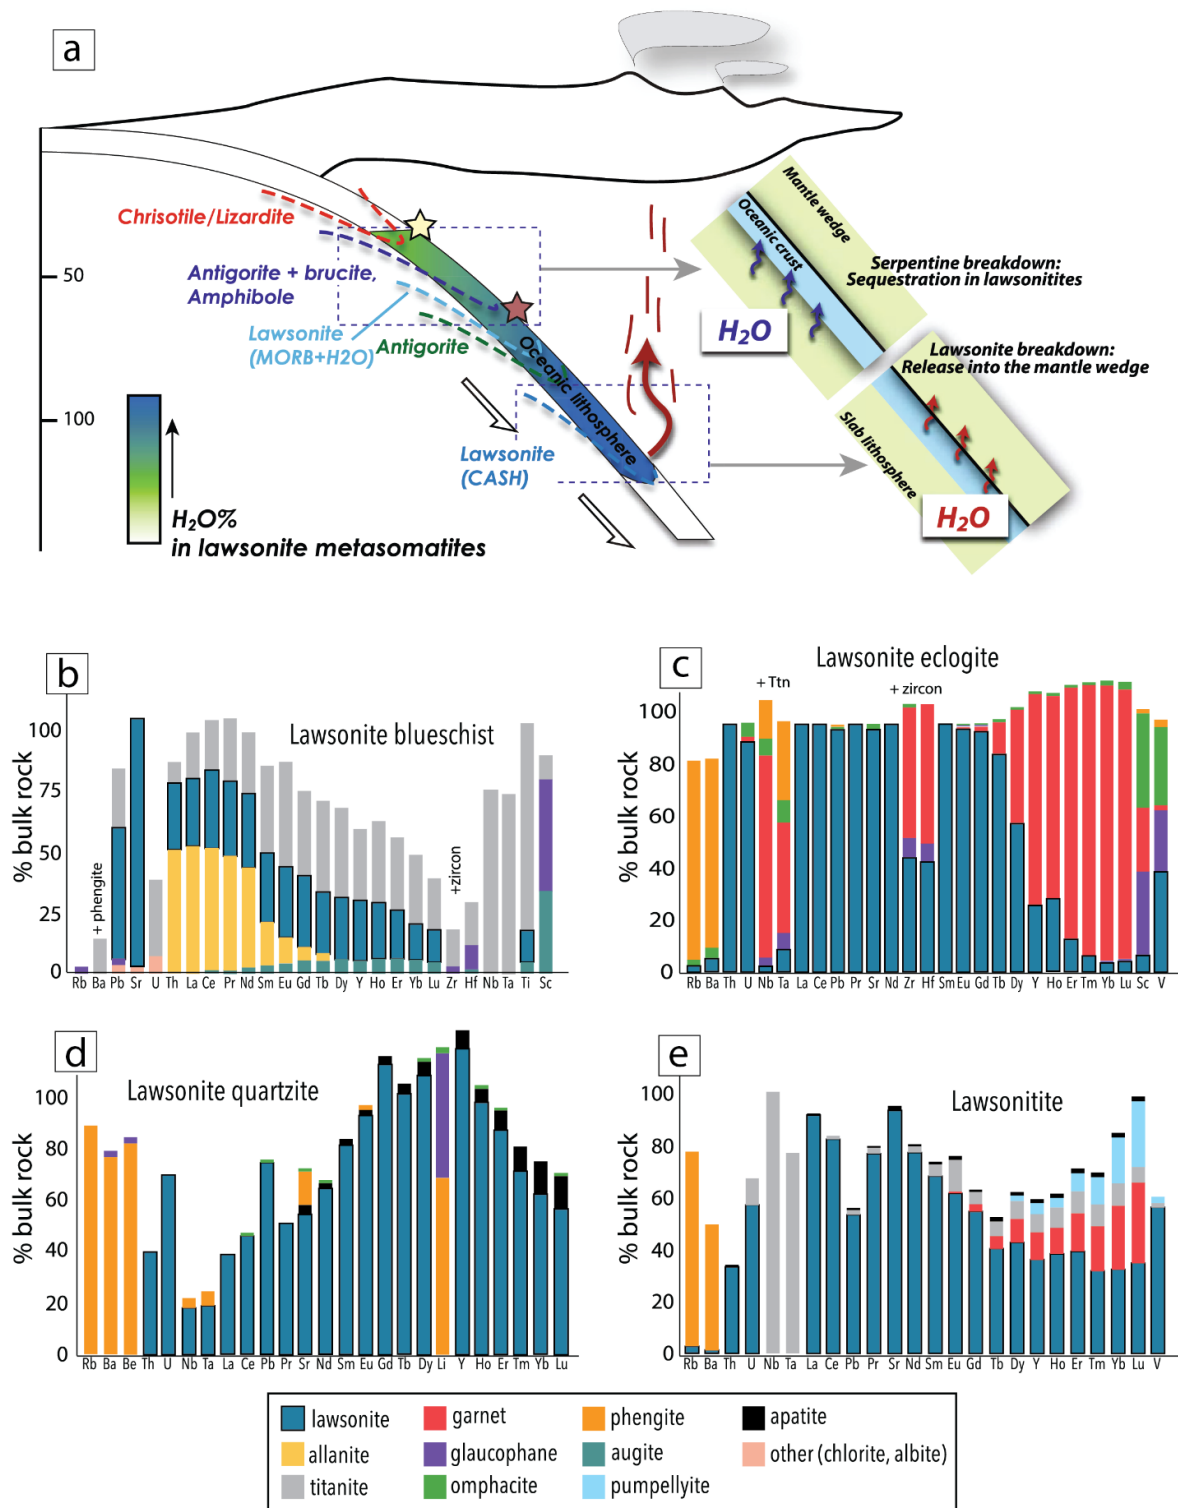 a
Chrisotile/Lizardite
50
Antigorite + brucite,
Amphibole
Lawsonite
(MORB+H2O)
Antigorite
100
Lawsonite
(CASH)
Oceanic lithosphere
H₂O%
in lawsonite metasomatites
Mantle wedge
Oceanic crust
Serpentine breakdown:
Sequestration in lawsonitites
H₂O
Lawsonite breakdown:
Release into the mantle wedge
Slab lithosphere
H₂O
b
Lawsonite blueschist
% bulk rock
100
75
50
25
0
+ phengite
+zircon
Rb Ba Pb Sr U Th La Ce Pr Nd Sm Eu Gd Tb Dy Y Ho Er Yb Lu Zr Hf Nb Ta Ti Sc
c
Lawsonite eclogite
+ Ttn
+ zircon
% bulk rock
100
80
60
40
20
0
Rb Ba Th U Nb Ta La Ce Pb Pr Sr Nd Zr Hf Sm Eu Gd Tb Dy Y Ho Er Tm Yb Lu Sc V
d
Lawsonite quartzite
% bulk rock
100
80
60
40
20
0
Rb Ba Be Th U Nb Ta La Ce Pb Pr Sr Nd Sm Eu Gd Tb Dy Li Y Ho Er Tm Yb Lu
e
Lawsonitite
% bulk rock
100
80
60
40
20
0
Rb Ba Th U Nb Ta La Ce Pb Pr Sr Nd Sm Eu Gd Tb Dy Y Ho Er Tm Yb Lu V
lawsonite garnet phengite apatite
allanite glaucophane augite other (chlorite, albite)
titanite omphacite pumpellyite